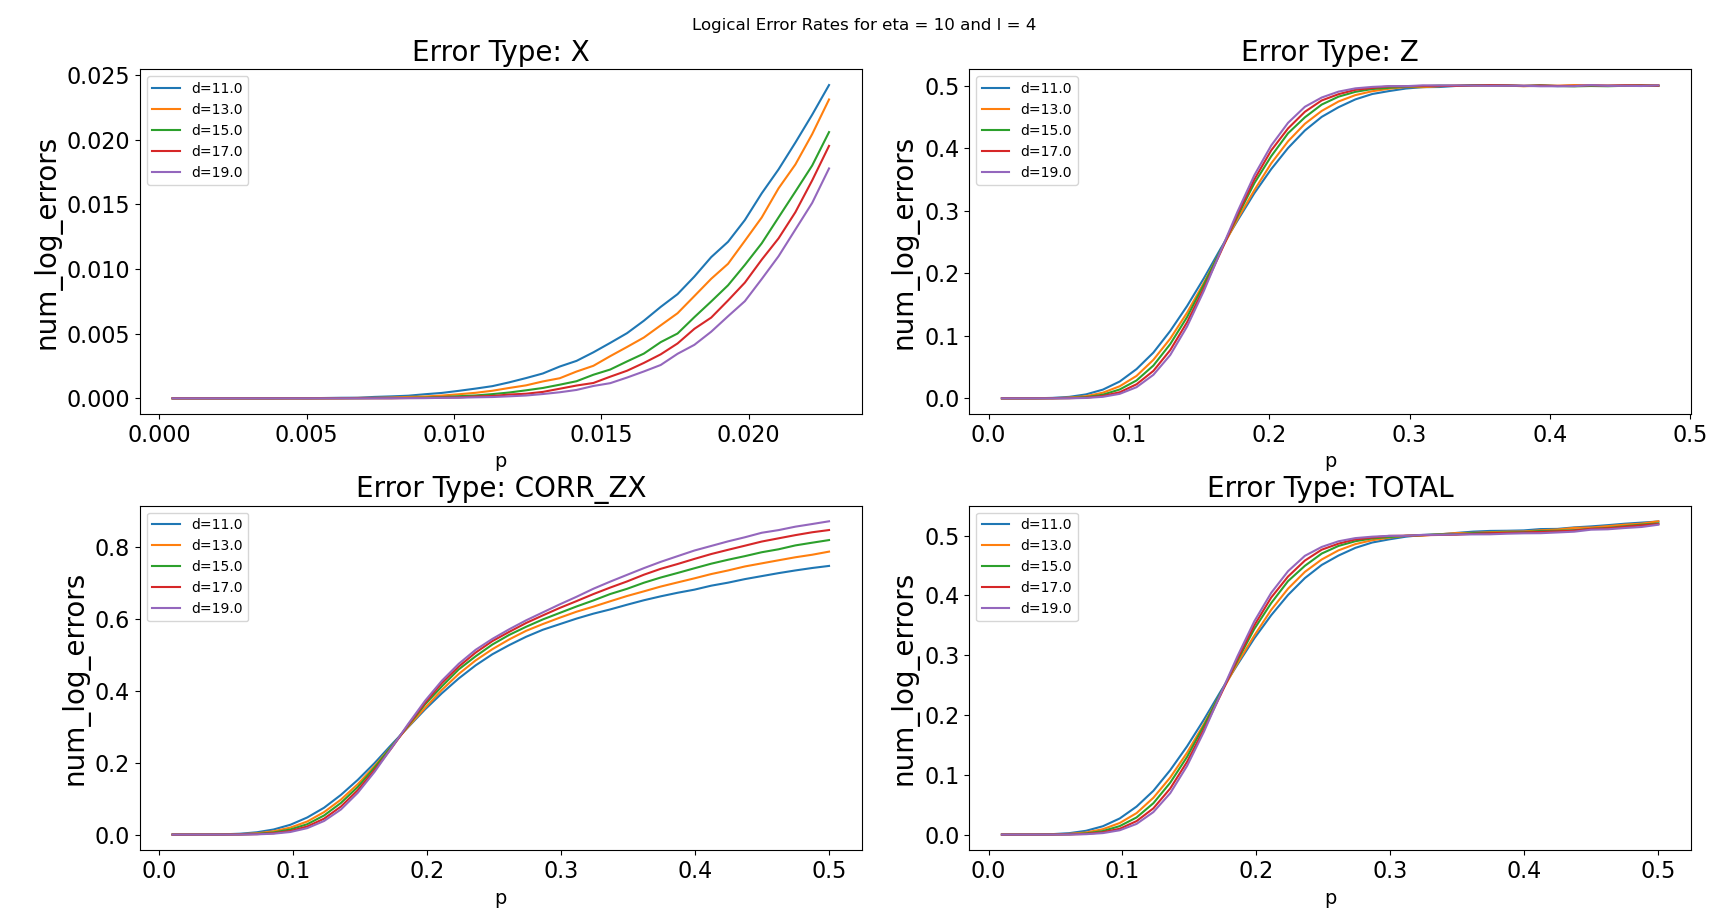 Logical Error Rates for eta = 10 and l = 4
Error Type: X
num_log_errors
0.025
0.020
0.015
0.010
0.005
0.000
d=11.0
d=13.0
d=15.0
d=17.0
d=19.0
0.000 0.005 0.010 0.015 0.020
p
Error Type: Z
num_log_errors
0.5
0.4
0.3
0.2
0.1
0.0
d=11.0
d=13.0
d=15.0
d=17.0
d=19.0
0.0 0.1 0.2 0.3 0.4 0.5
p
Error Type: CORR_ZX
num_log_errors
0.8
0.6
0.4
0.2
0.0
d=11.0
d=13.0
d=15.0
d=17.0
d=19.0
0.0 0.1 0.2 0.3 0.4 0.5
p
Error Type: TOTAL
num_log_errors
0.5
0.4
0.3
0.2
0.1
0.0
d=11.0
d=13.0
d=15.0
d=17.0
d=19.0
0.0 0.1 0.2 0.3 0.4 0.5
p